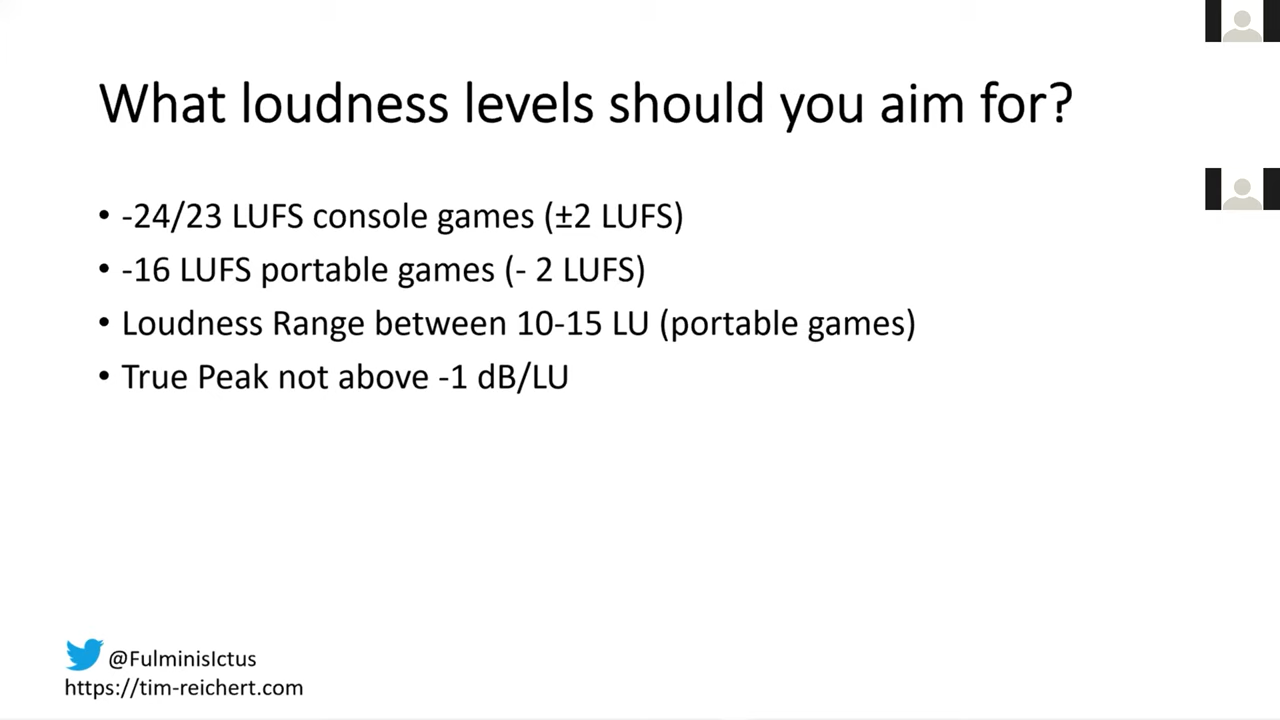 What loudness levels should you aim for?
• -24/23 LUFS console games (±2 LUFS)
• -16 LUFS portable games (- 2 LUFS)
• Loudness Range between 10-15 LU (portable games)
• True Peak not above -1 dB/LU
@FulminisIctus
https://tim-reichert.com